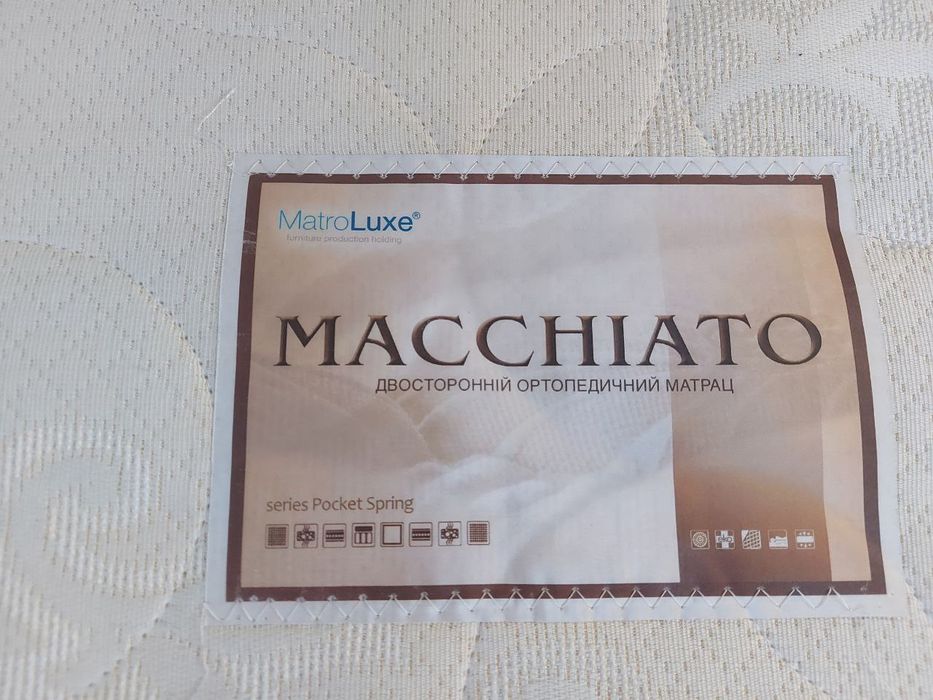 MatroLuxe®
furniture production holding
MACCHIATO
ДВОСТОРОННІЙ ОРТОПЕДИЧНИЙ МАТРАЦ
series Pocket Spring